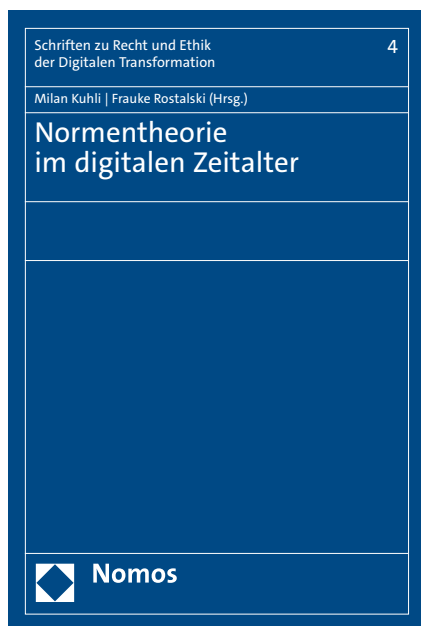 Schriften zu Recht und Ethik
der Digitalen Transformation
4
Milan Kuhli | Frauke Rostalski (Hrsg.)
Normentheorie
im digitalen Zeitalter
Nomos